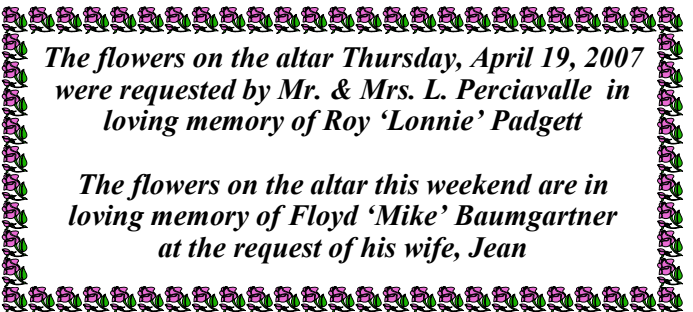 The flowers on the altar Thursday, April 19, 2007
were requested by Mr. & Mrs. L. Perciavalle in
loving memory of Roy ‘Lonnie’ Padgett
The flowers on the altar this weekend are in
loving memory of Floyd ‘Mike’ Baumgartner
at the request of his wife, Jean